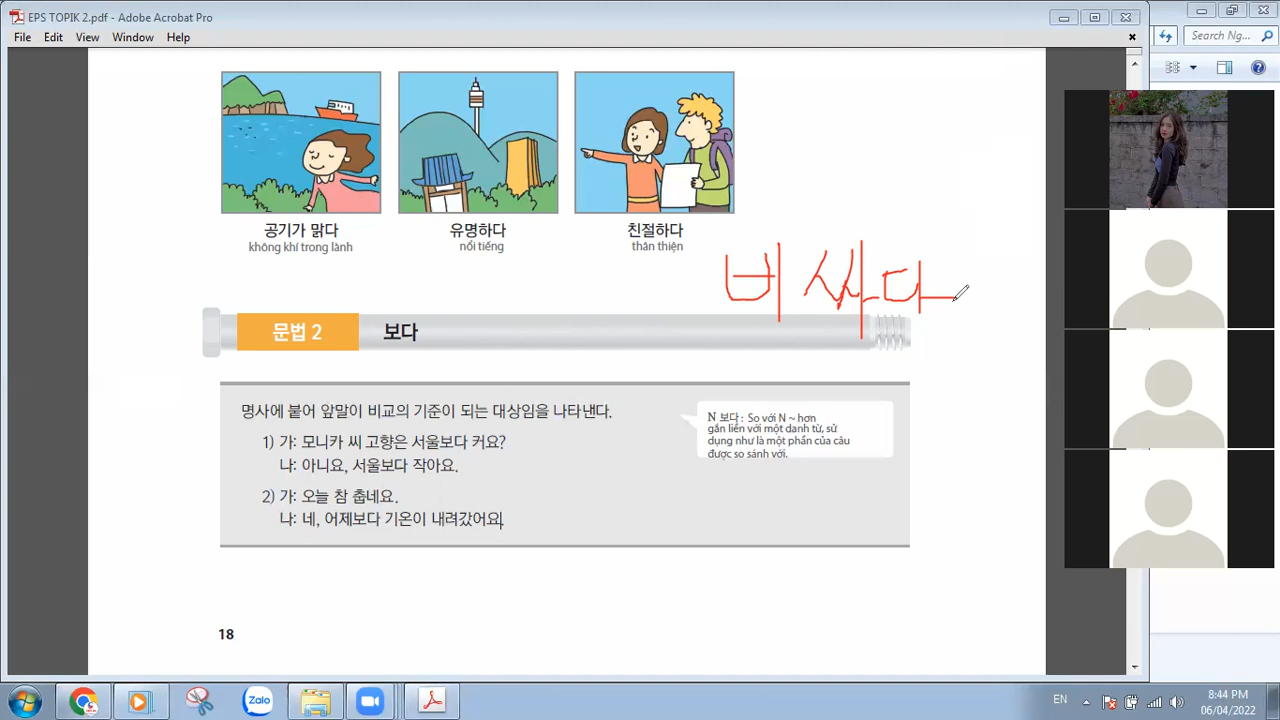 EPS TOPIK 2.pdf - Adobe Acrobat Pro
File Edit View Window Help
Search Ng...
공기가 맑다
không khí trong lành
유명하다
nổi tiếng
친절하다
thân thiện
비싸다
문법 2 보다
명사에 붙어 앞말이 비교의 기준이 되는 대상임을 나타낸다.
1) 가: 모니카 씨 고향은 서울보다 커요?
나: 아니요, 서울보다 작아요.
2) 가: 오늘 참 춥네요.
나: 네, 어제보다 기온이 내려갔어요.
N 보다 : So với N ~ hơn
gắn liền với một danh từ, sử
dụng như là một phần của câu
được so sánh với.
18
Zalo
EN
8:44 PM
06/04/2022